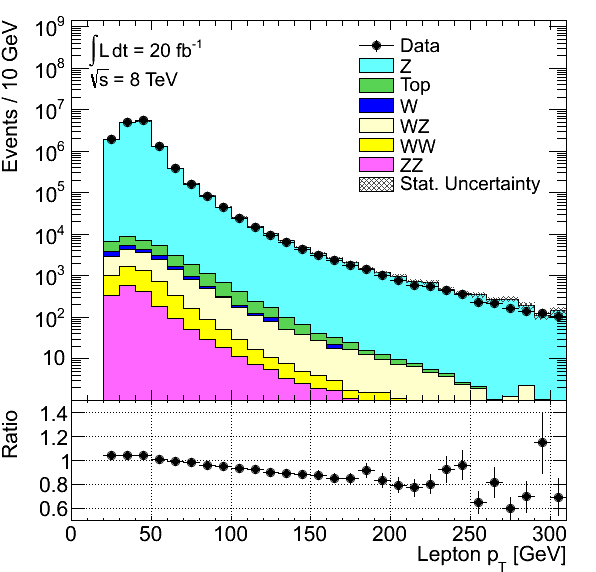 Events / 10 GeV
10⁹
10⁸
10⁷
10⁶
10⁵
10⁴
10³
10²
10
∫L dt = 20 fb⁻¹
√s = 8 TeV
Data
Z
Top
W
WZ
WW
ZZ
Stat. Uncertainty
Ratio
1.4
1.2
1
0.8
0.6
0 50 100 150 200 250 300
Lepton p_T [GeV]